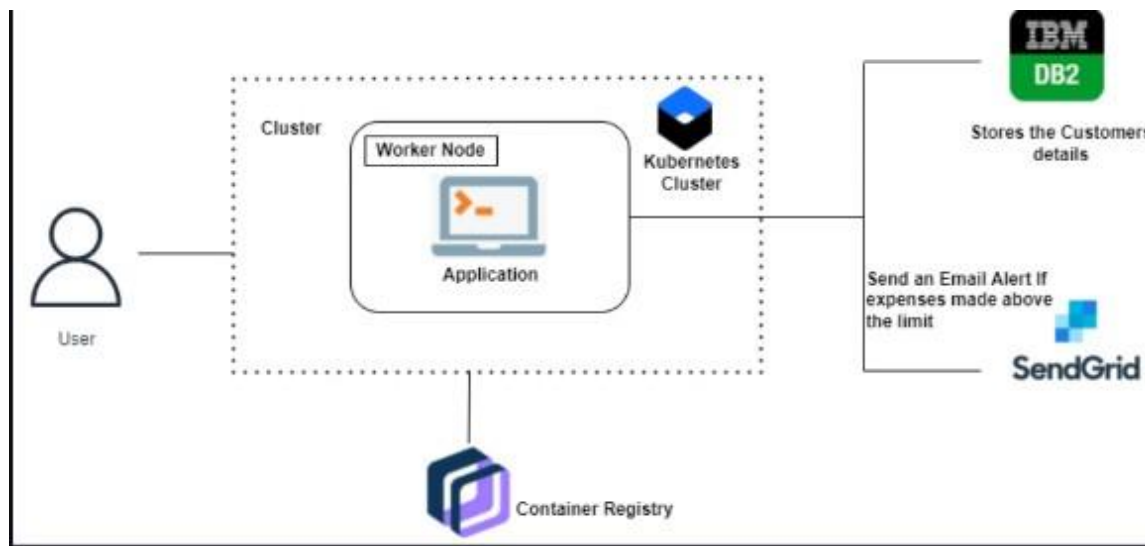 IBM
DB2
Cluster
Worker Node
Stores the Customers
details
Kubernetes
Cluster
Application
Send an Email Alert If
expenses made above
the limit
User
SendGrid
Container Registry